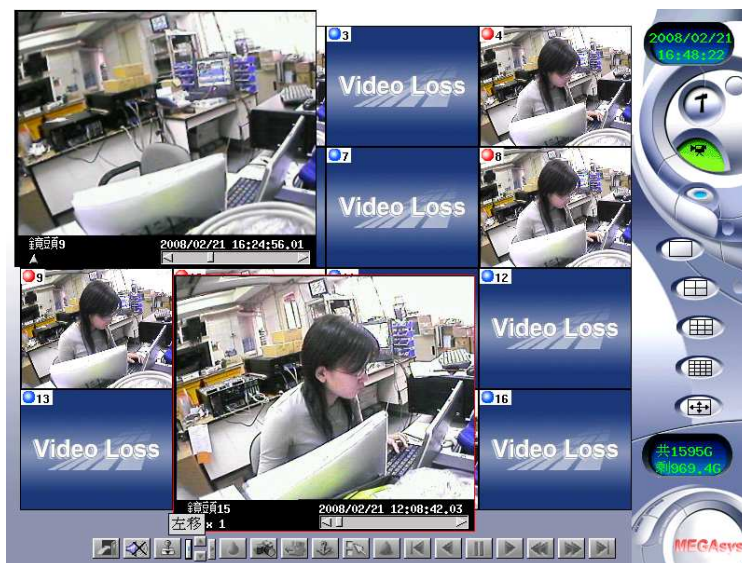 3
Video Loss
4
2008/02/21
16:48:22
7
Video Loss
8
鏡頭9
2008/02/21 16:24:56.01
9
12
Video Loss
13
Video Loss
16
Video Loss
共1595G
剩969.4G
鏡頭15
2008/02/21 12:08:42.03
左移
x 1
MEGAsys